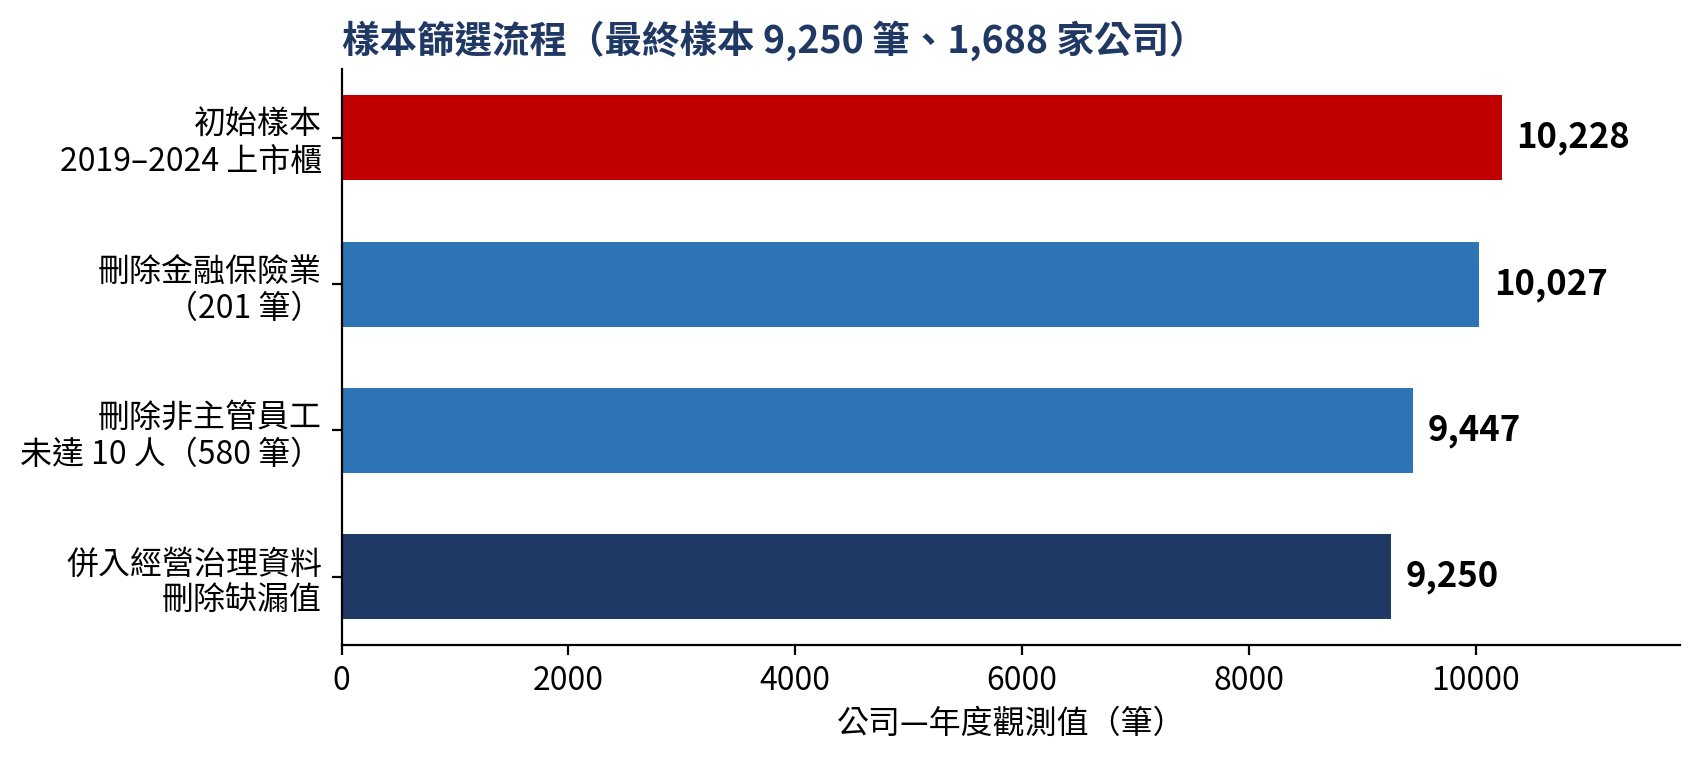 樣本篩選流程（最終樣本 9,250 筆、1,688 家公司）
初始樣本
2019–2024 上市櫃
10,228
刪除金融保險業
（201 筆）
10,027
刪除非主管員工
未達 10 人（580 筆）
9,447
併入經營治理資料
刪除缺漏值
9,250
0 2000 4000 6000 8000 10000
公司—年度觀測值（筆）